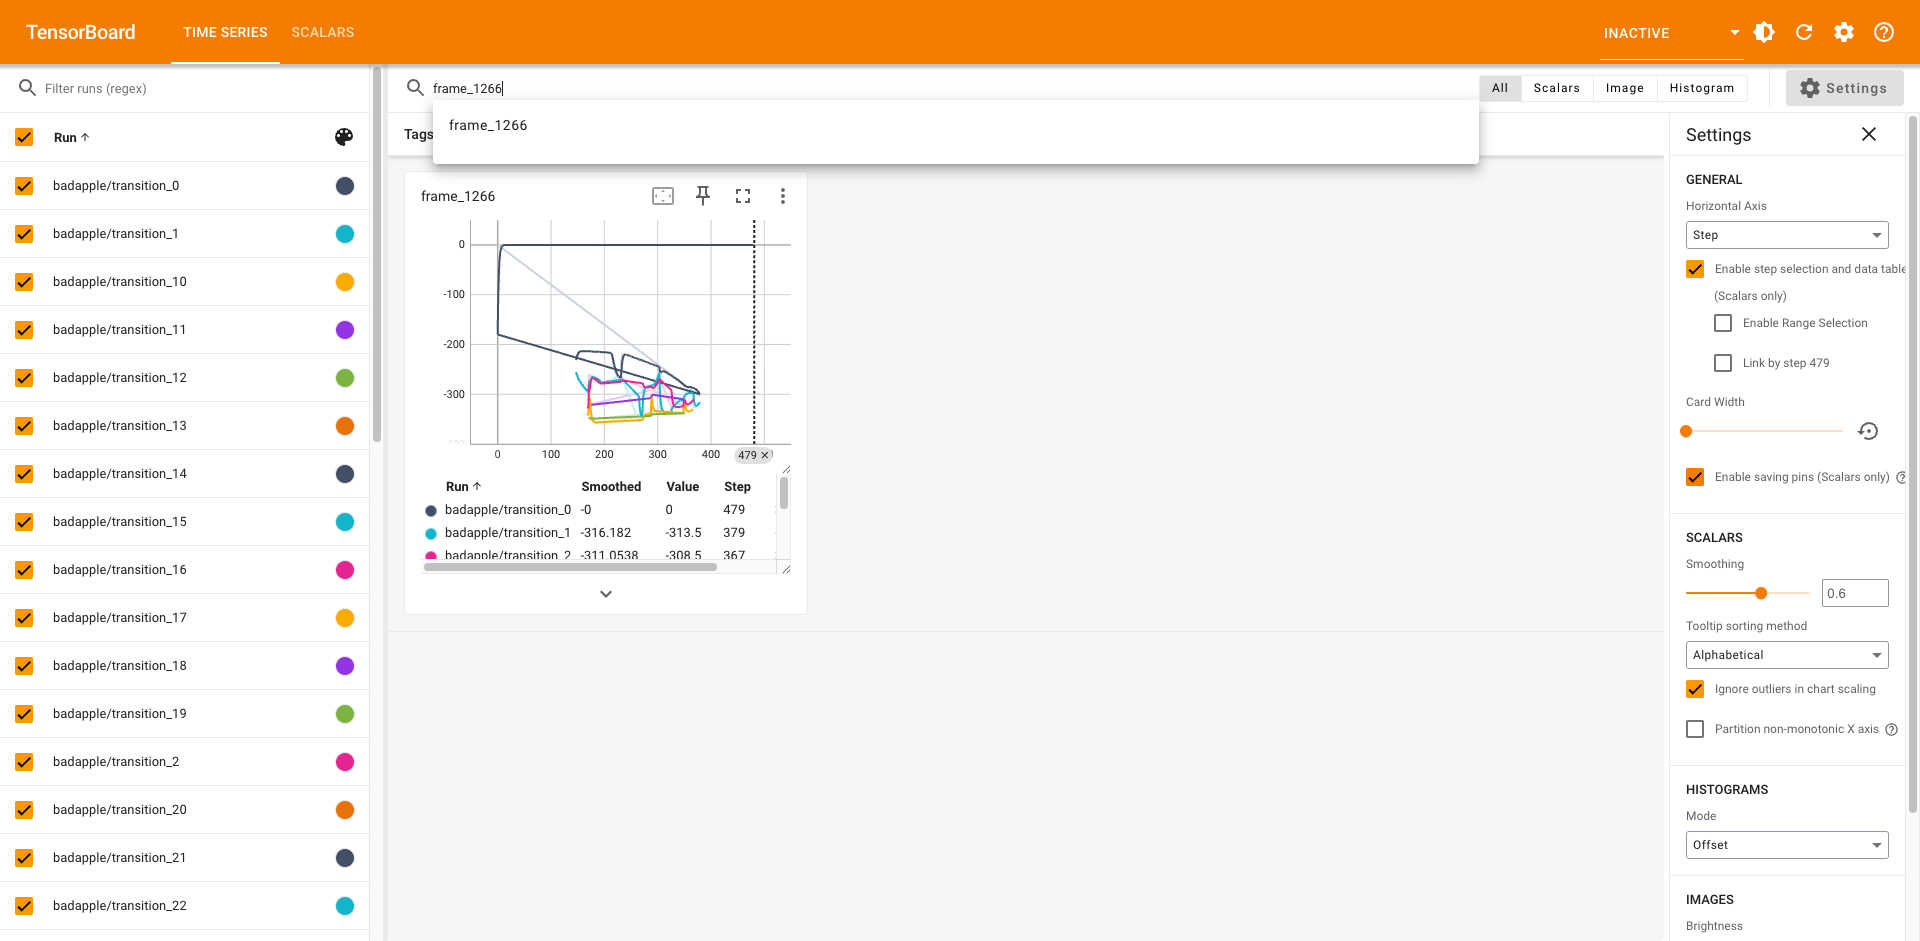 TensorBoard
TIME SERIES
SCALARS
INACTIVE
Filter runs (regex)
frame_1266
All
Scalars
Image
Histogram
Settings
frame_1266
Run
Tags
badapple/transition_0
badapple/transition_1
badapple/transition_10
badapple/transition_11
badapple/transition_12
badapple/transition_13
badapple/transition_14
badapple/transition_15
badapple/transition_16
badapple/transition_17
badapple/transition_18
badapple/transition_19
badapple/transition_2
badapple/transition_20
badapple/transition_21
badapple/transition_22
frame_1266
0
-100
-200
-300
0 100 200 300 400 479
Run Smoothed Value Step
badapple/transition_0 -0 0 479
badapple/transition_1 -316.182 -313.5 379
badapple/transition_2 -311.0538 -308.5 367
Settings
GENERAL
Horizontal Axis
Step
Enable step selection and data table
(Scalars only)
Enable Range Selection
Link by step 479
Card Width
Enable saving pins (Scalars only)
SCALARS
Smoothing
0.6
Tooltip sorting method
Alphabetical
Ignore outliers in chart scaling
Partition non-monotonic X axis
HISTOGRAMS
Mode
Offset
IMAGES
Brightness